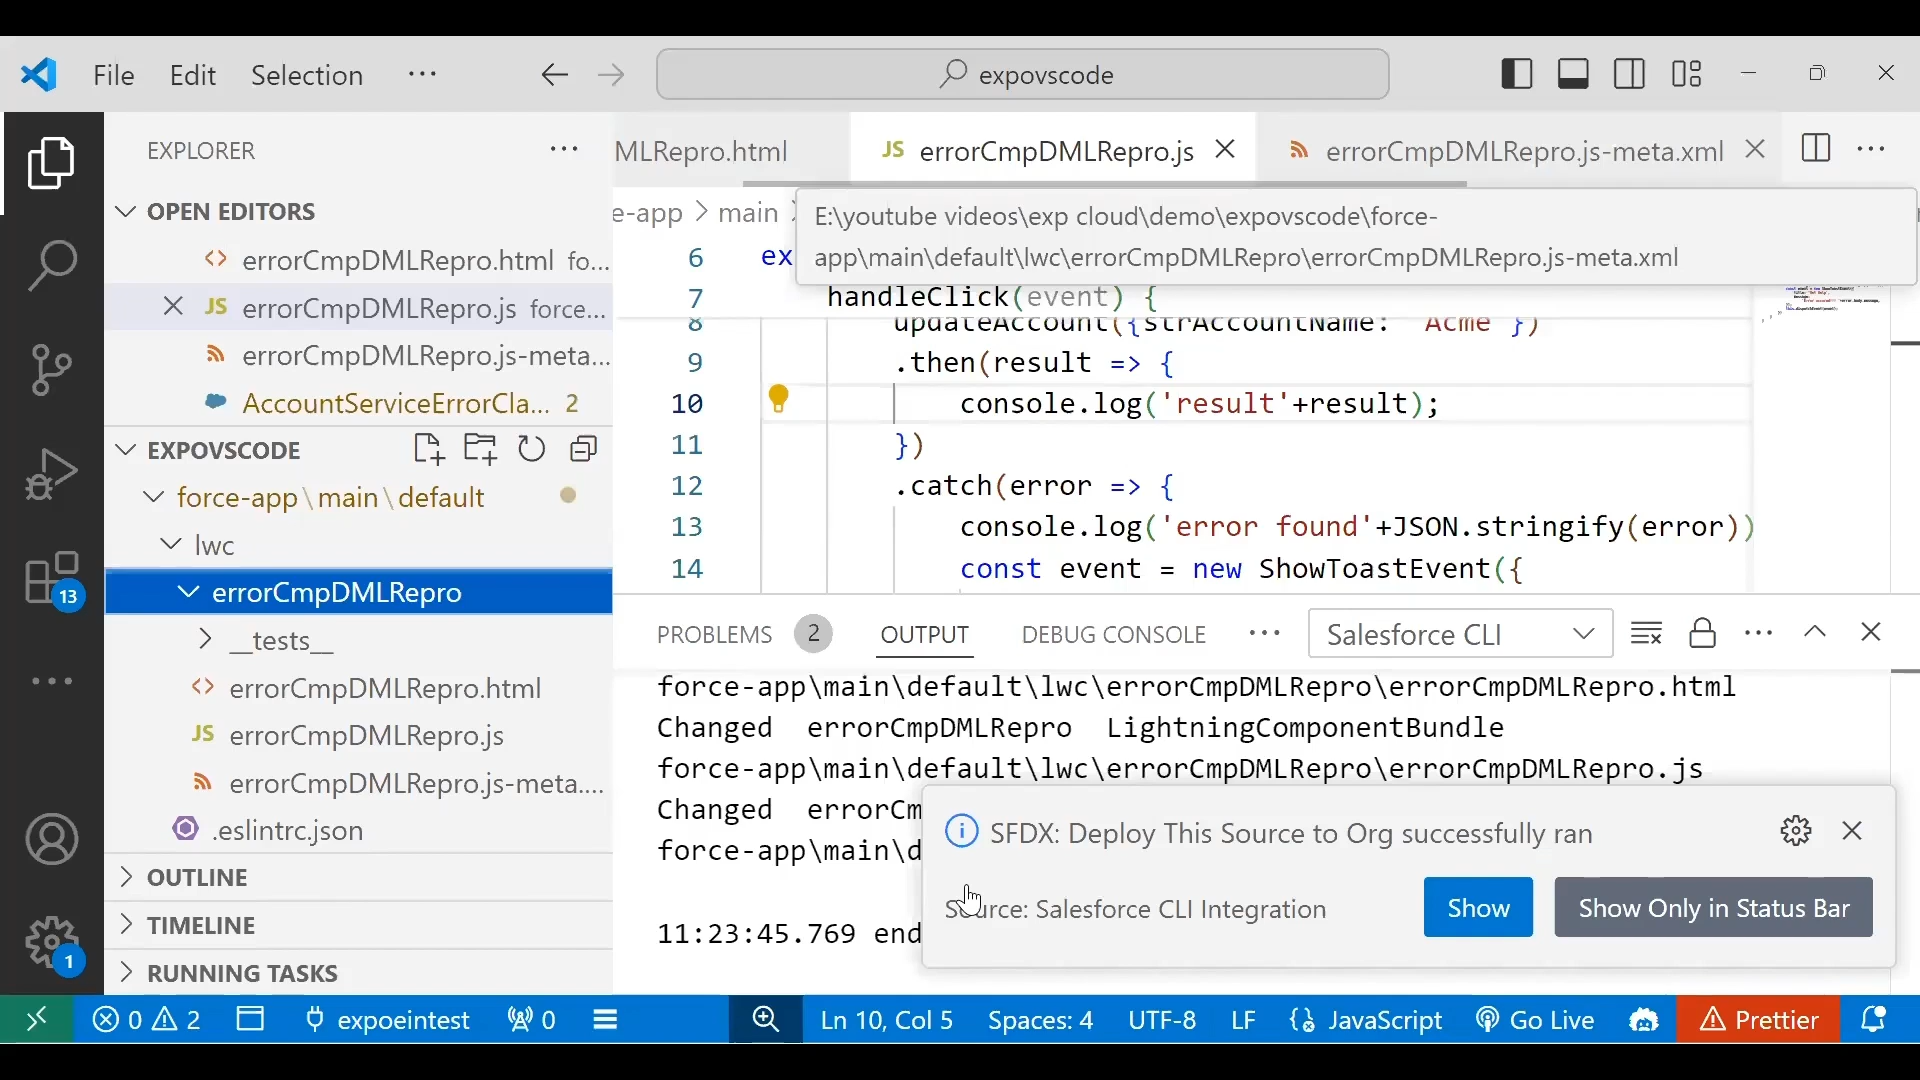 File Edit Selection ··· expovscode
EXPLORER ···
OPEN EDITORS
errorCmpDMLRepro.html fo...
JS errorCmpDMLRepro.js force...
errorCmpDMLRepro.js-meta...
AccountServiceErrorCla... 2
EXPOVSCODE
force-app\main\default
lwc
errorCmpDMLRepro
__tests__
errorCmpDMLRepro.html
JS errorCmpDMLRepro.js
errorCmpDMLRepro.js-meta....
.eslintrc.json
OUTLINE
TIMELINE
RUNNING TASKS
13
1
MLRepro.html JS errorCmpDMLRepro.js errorCmpDMLRepro.js-meta.xml ···
e-app > main >
E:\youtube videos\exp cloud\demo\expovscode\force-
app\main\default\lwc\errorCmpDMLRepro\errorCmpDMLRepro.js-meta.xml
6 ex
7 handleClick(event) {
8 updateAccount({strAccountName: 'Acme'})
9 .then(result => {
10 console.log('result'+result);
11 })
12 .catch(error => {
13 console.log('error found'+JSON.stringify(error))
14 const event = new ShowToastEvent({
PROBLEMS 2 OUTPUT DEBUG CONSOLE ··· Salesforce CLI ···
force-app\main\default\lwc\errorCmpDMLRepro\errorCmpDMLRepro.html
Changed errorCmpDMLRepro LightningComponentBundle
force-app\main\default\lwc\errorCmpDMLRepro\errorCmpDMLRepro.js
Changed errorCm
force-app\main\d
11:23:45.769 end
SFDX: Deploy This Source to Org successfully ran
Source: Salesforce CLI Integration Show Show Only in Status Bar
0 2 expoeintest 0 Ln 10, Col 5 Spaces: 4 UTF-8 LF JavaScript Go Live Prettier